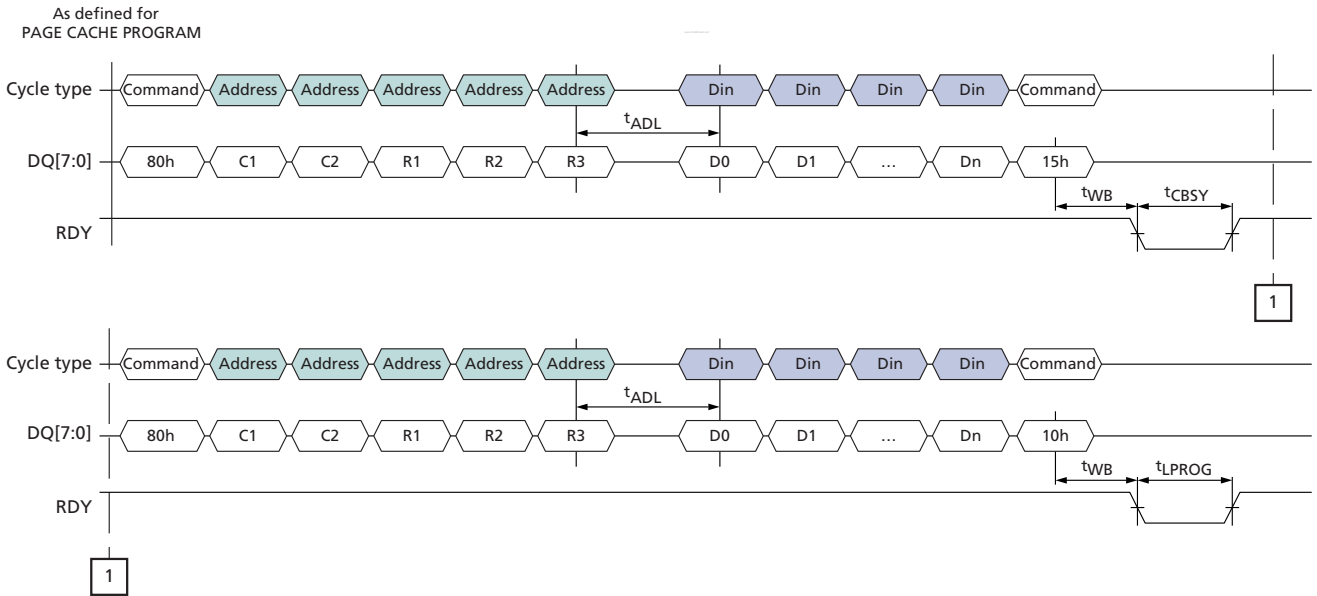 As defined for
PAGE CACHE PROGRAM
Cycle type Command Address Address Address Address Address Din Din Din Din Command
tADL
DQ[7:0] 80h C1 C2 R1 R2 R3 D0 D1 … Dn 15h
tWB tCBSY
RDY
1
Cycle type Command Address Address Address Address Address Din Din Din Din Command
tADL
DQ[7:0] 80h C1 C2 R1 R2 R3 D0 D1 … Dn 10h
tWB tLPROG
RDY
1